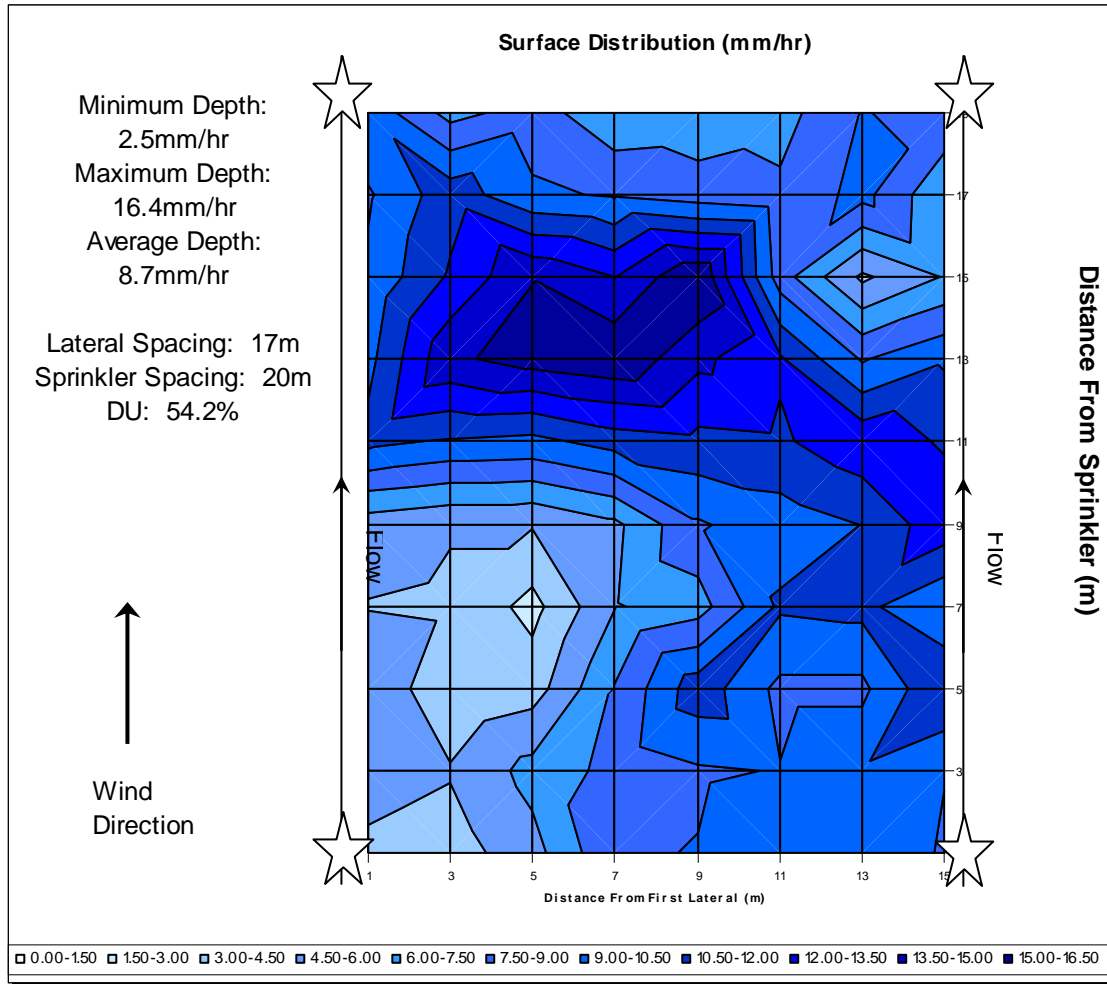 Surface Distribution (mm/hr)
Minimum Depth:
2.5mm/hr
Maximum Depth:
16.4mm/hr
Average Depth:
8.7mm/hr
Lateral Spacing: 17m
Sprinkler Spacing: 20m
DU: 54.2%
Flow
Flow
Wind
Direction
17
15
13
11
9
7
5
3
Distance From Sprinkler (m)
1 3 5 7 9 11 13 15
Distance From First Lateral (m)
0.00-1.50 1.50-3.00 3.00-4.50 4.50-6.00 6.00-7.50 7.50-9.00 9.00-10.50 10.50-12.00 12.00-13.50 13.50-15.00 15.00-16.50